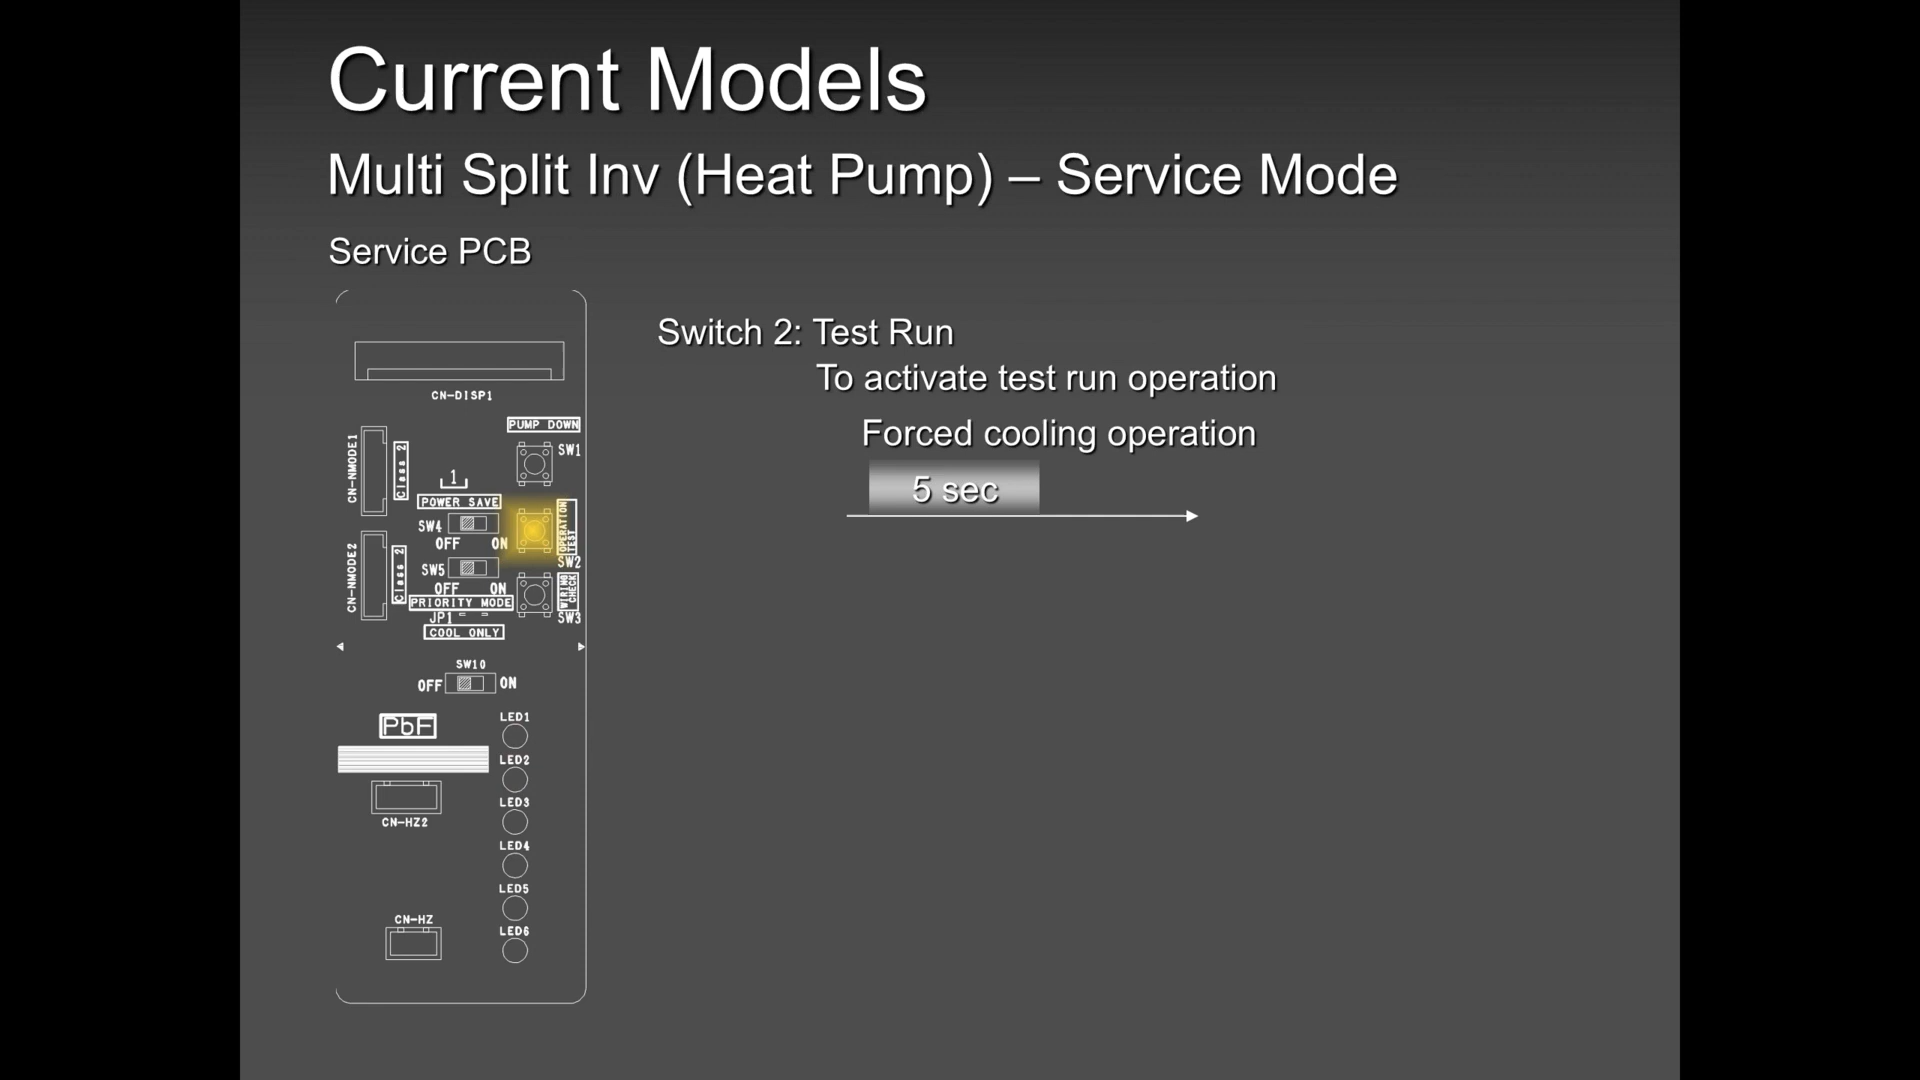 Current Models
Multi Split Inv (Heat Pump) – Service Mode
Service PCB
Switch 2: Test Run
To activate test run operation
Forced cooling operation
5 sec
CN-DISP1
PUMP DOWN
SW1
CN-NMODE1
Class 2
1
POWER SAVE
SW4
OFF ON
OPERATION
TEST
SW2
CN-NMODE2
Class 2
SW5
OFF ON
PRIORITY MODE
WIRING
CHECK
SW3
JP1
COOL ONLY
SW10
OFF ON
PbF
LED1
LED2
LED3
CN-HZ2
LED4
LED5
CN-HZ
LED6